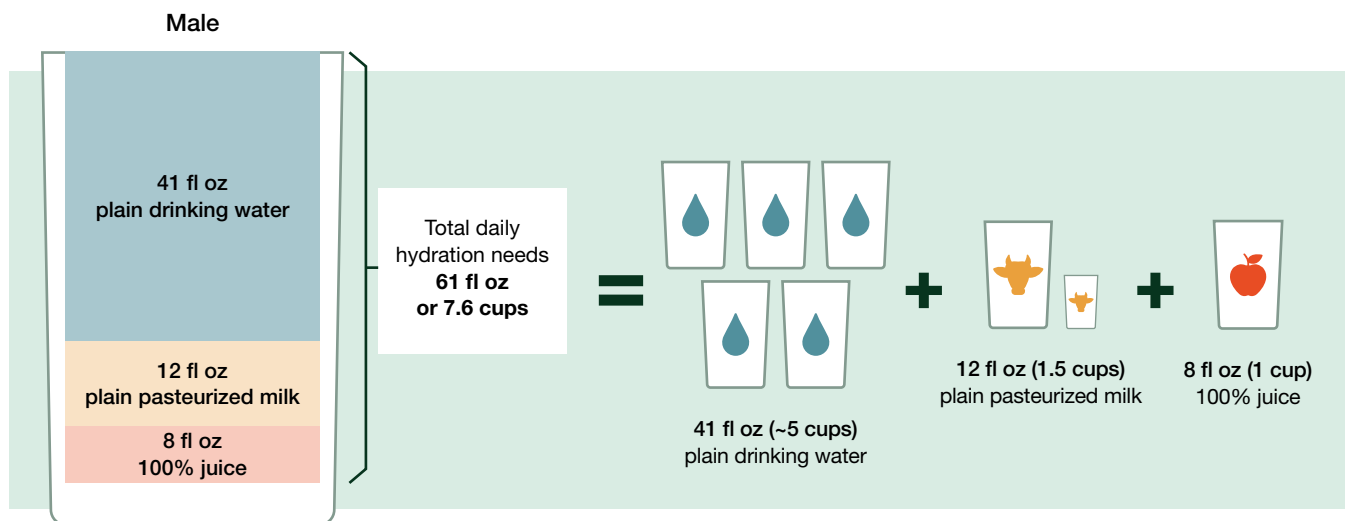 Male
41 fl oz
plain drinking water
12 fl oz
plain pasteurized milk
8 fl oz
100% juice
Total daily
hydration needs
61 fl oz
or 7.6 cups
=
+
+
41 fl oz (~5 cups)
plain drinking water
12 fl oz (1.5 cups)
plain pasteurized milk
8 fl oz (1 cup)
100% juice